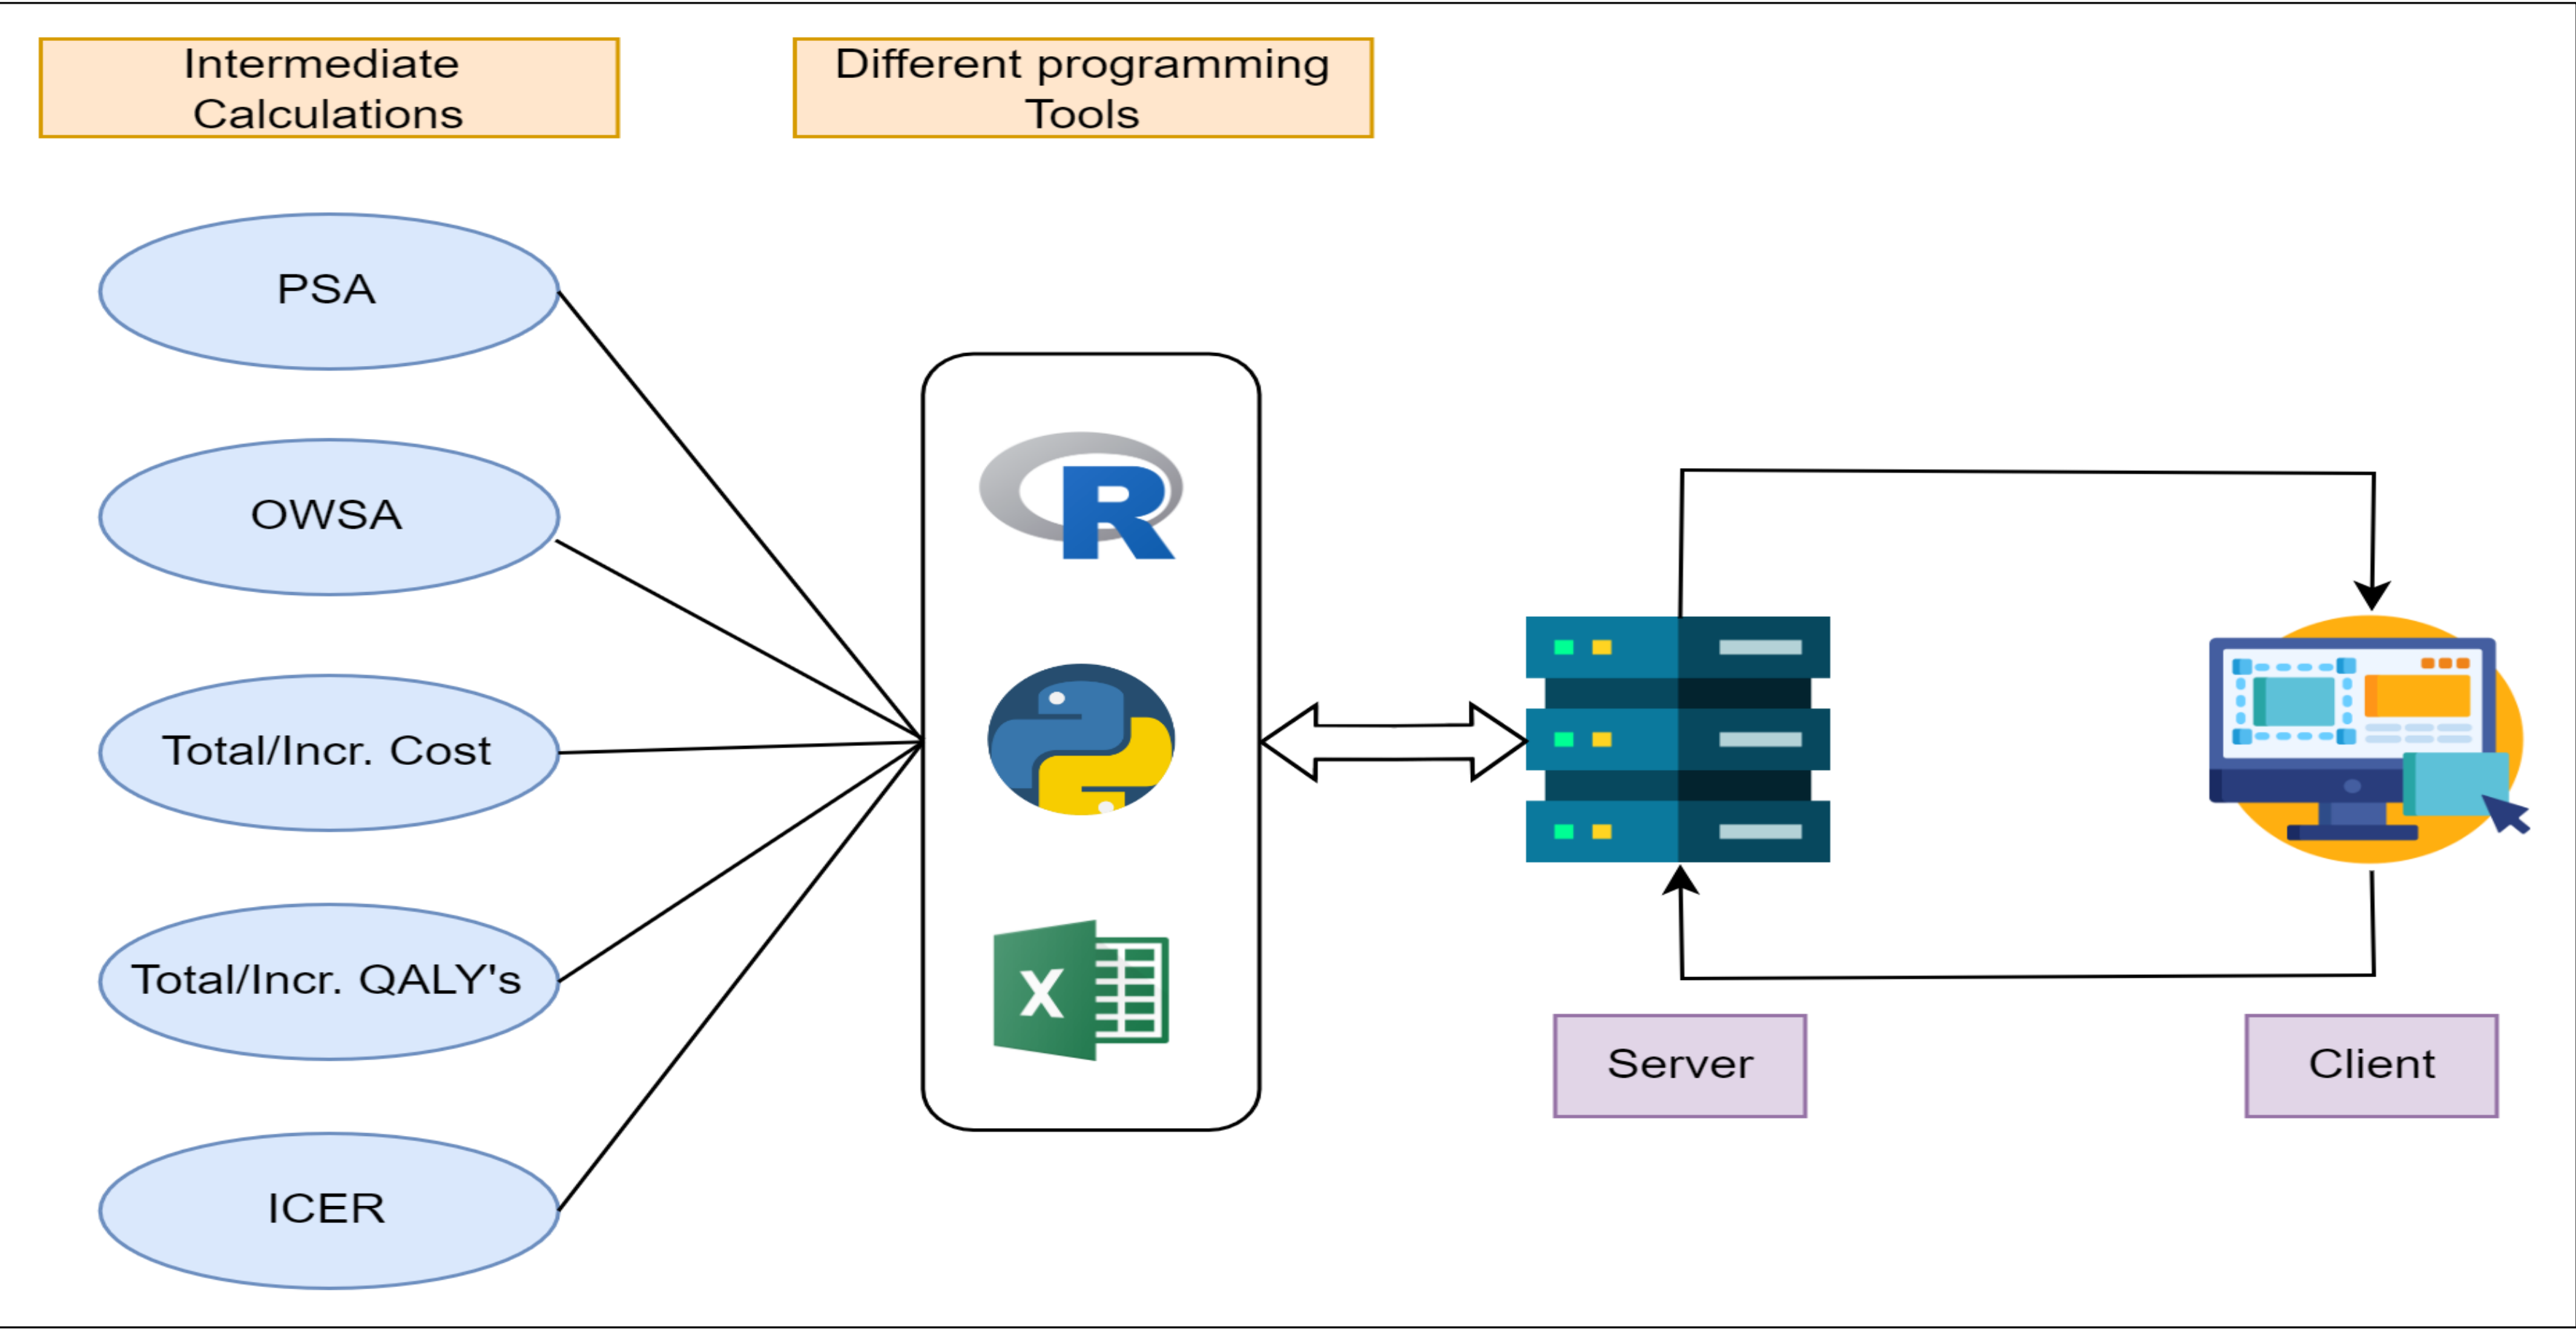 Intermediate
Calculations
Different programming
Tools
PSA
OWSA
Total/Incr. Cost
Total/Incr. QALY's
ICER
R
X
Server
Client